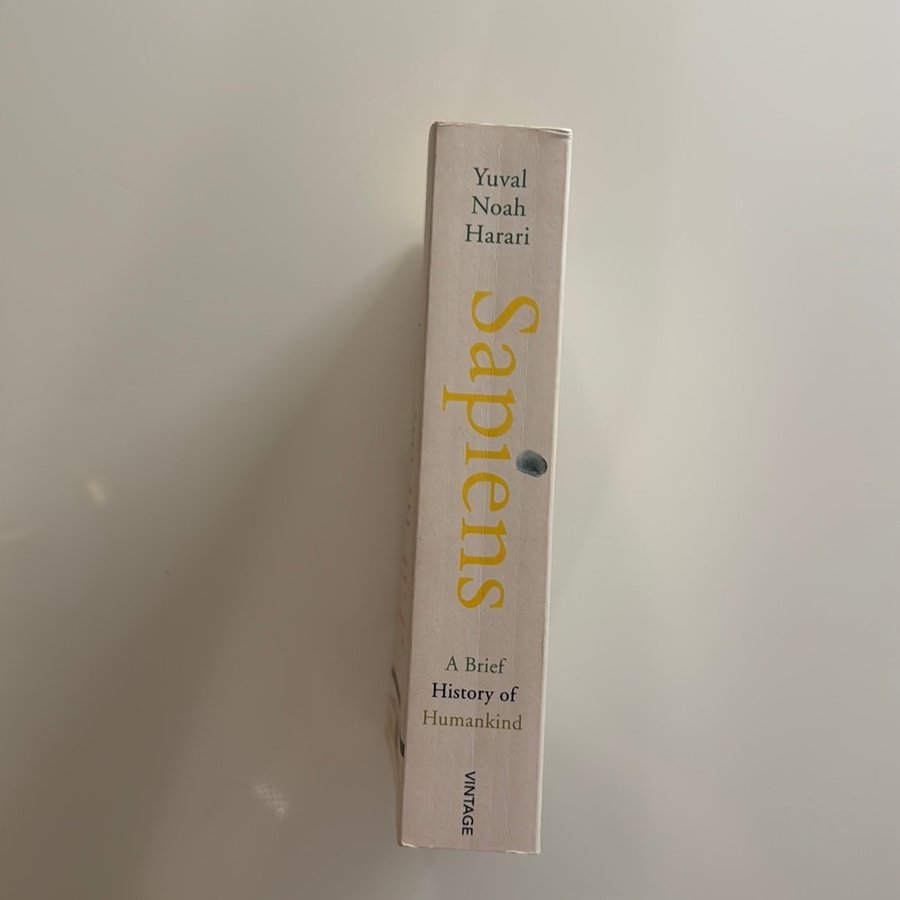 Yuval
Noah
Harari
Sapiens
A Brief
History of
Humankind
VINTAGE